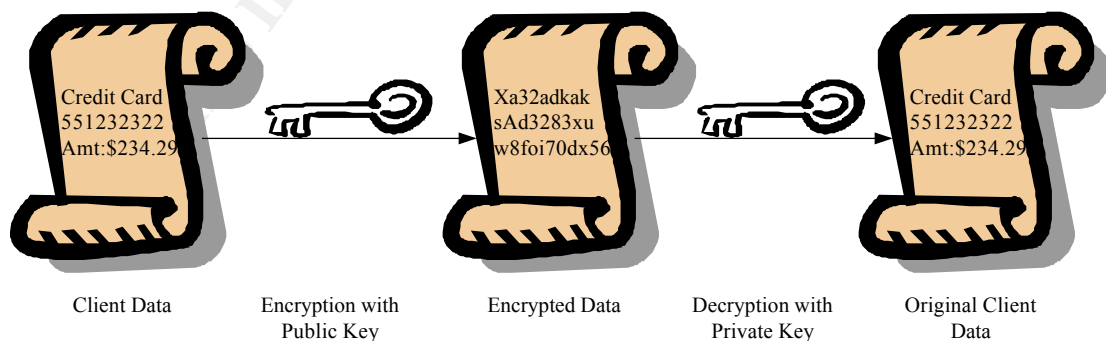 Credit Card
551232322
Amt:$234.29
Xa32adkak
sAd3283xu
w8foi70dx56
Credit Card
551232322
Amt:$234.29
Client Data
Encryption with
Public Key
Encrypted Data
Decryption with
Private Key
Original Client
Data